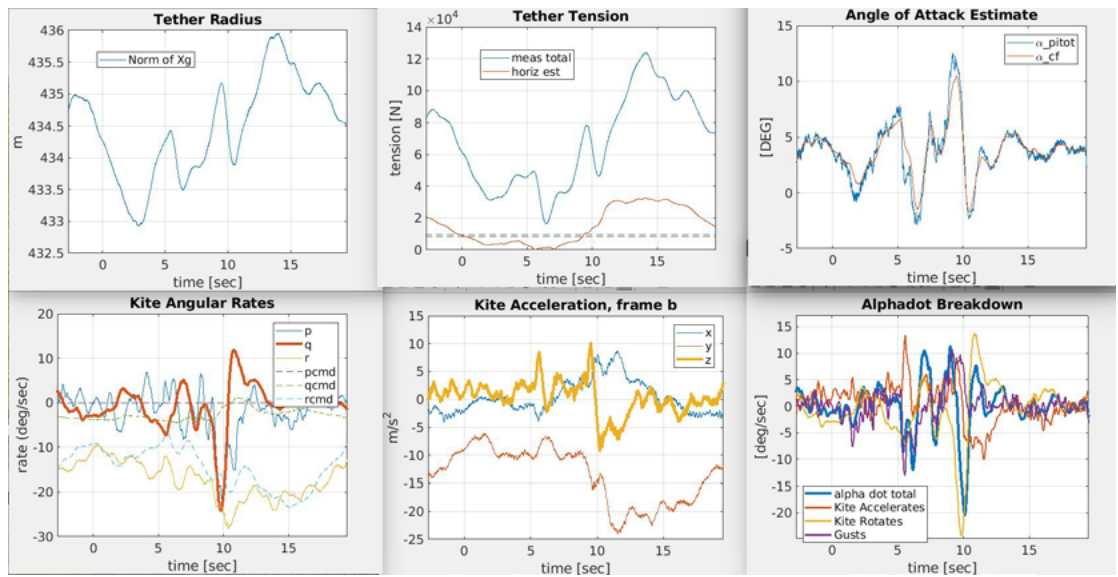 Tether Radius
436
435.5
435
434.5
434
433.5
433
432.5
m
Norm of Xg
0
5
10
15
time [sec]
Tether Tension
×10⁴
14
12
10
8
6
4
2
0
tension [N]
meas total
horiz est
0
5
10
15
time [sec]
Angle of Attack Estimate
15
10
5
0
-5
[DEG]
α_pitot
α_cf
0
5
10
15
time [sec]
Kite Angular Rates
20
10
0
-10
-20
-30
rate (deg/sec)
p
q
r
pcmd
qcmd
rcmd
0
5
10
15
time [sec]
Kite Acceleration, frame b
15
10
5
0
-5
-10
-15
-20
-25
m/s²
x
y
z
0
5
10
15
time [sec]
Alphadot Breakdown
15
10
5
0
-5
-10
-15
-20
[deg/sec]
alpha dot total
Kite Accelerates
Kite Rotates
Gusts
0
5
10
15
time [sec]